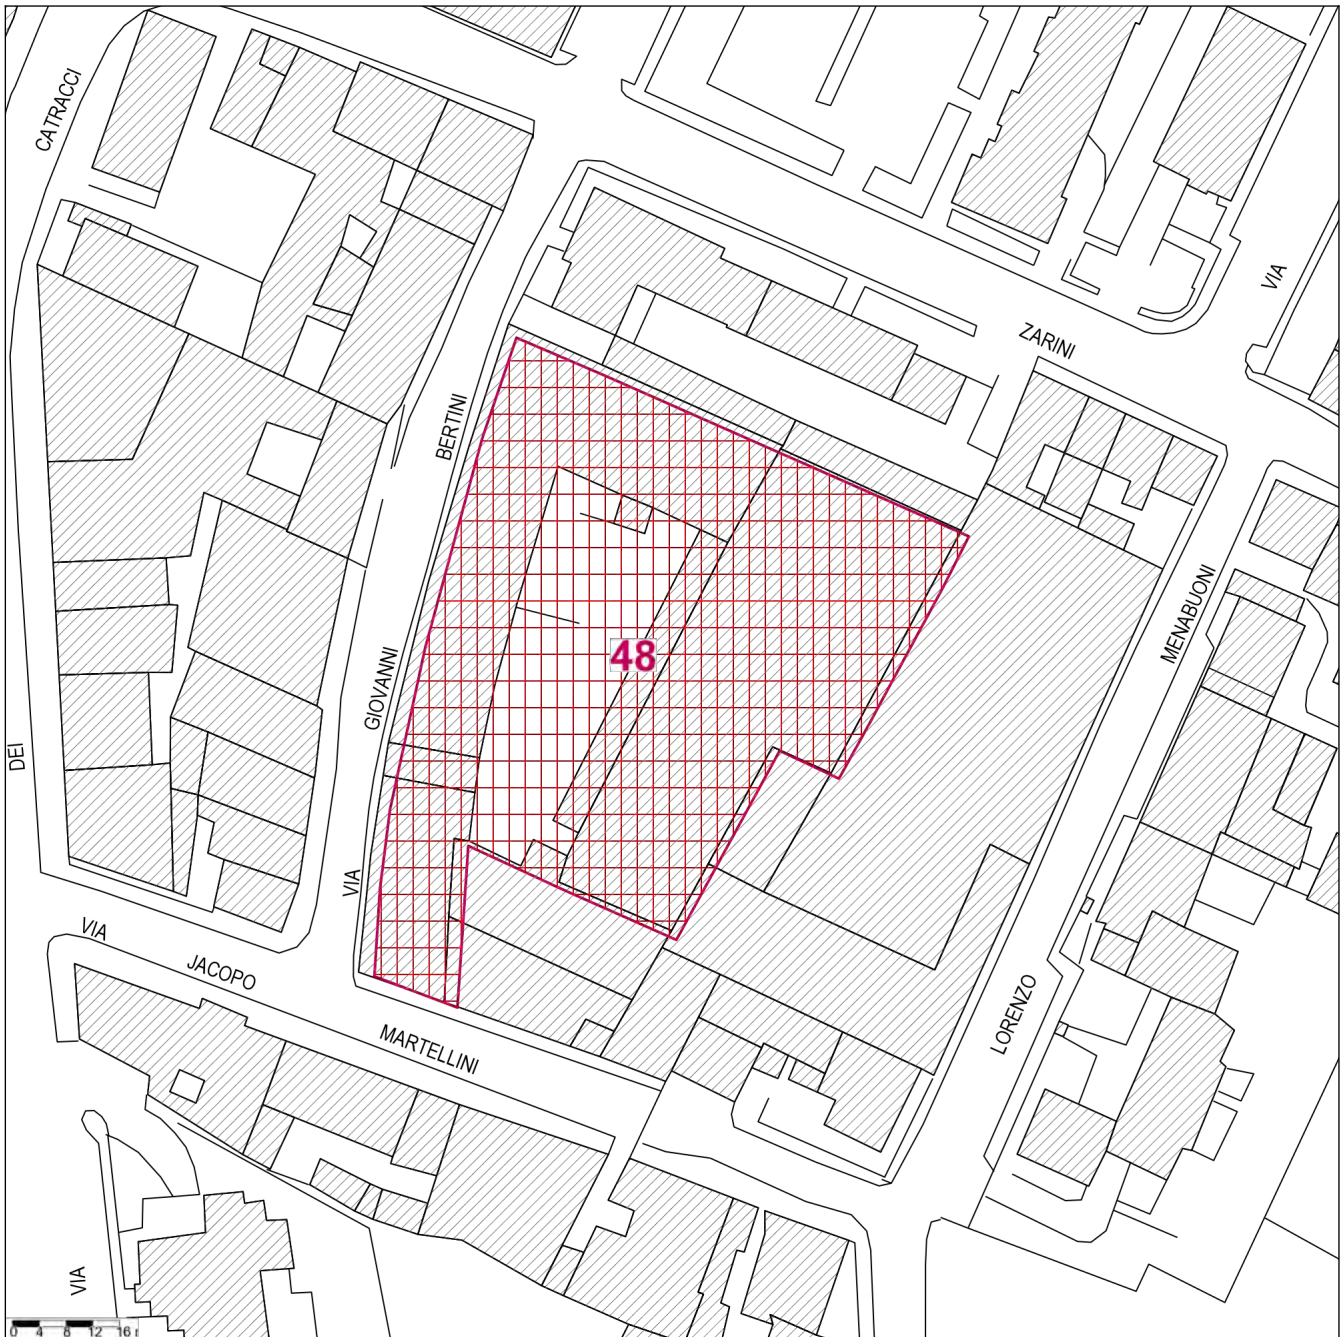 CATRACCI
VIA
ZARINI
BERTINI
MENABUONI
48
GIOVANNI
DEI
VIA
VIA
JACOPO
LORENZO
MARTELLINI
VIA
0 4 8 12 16